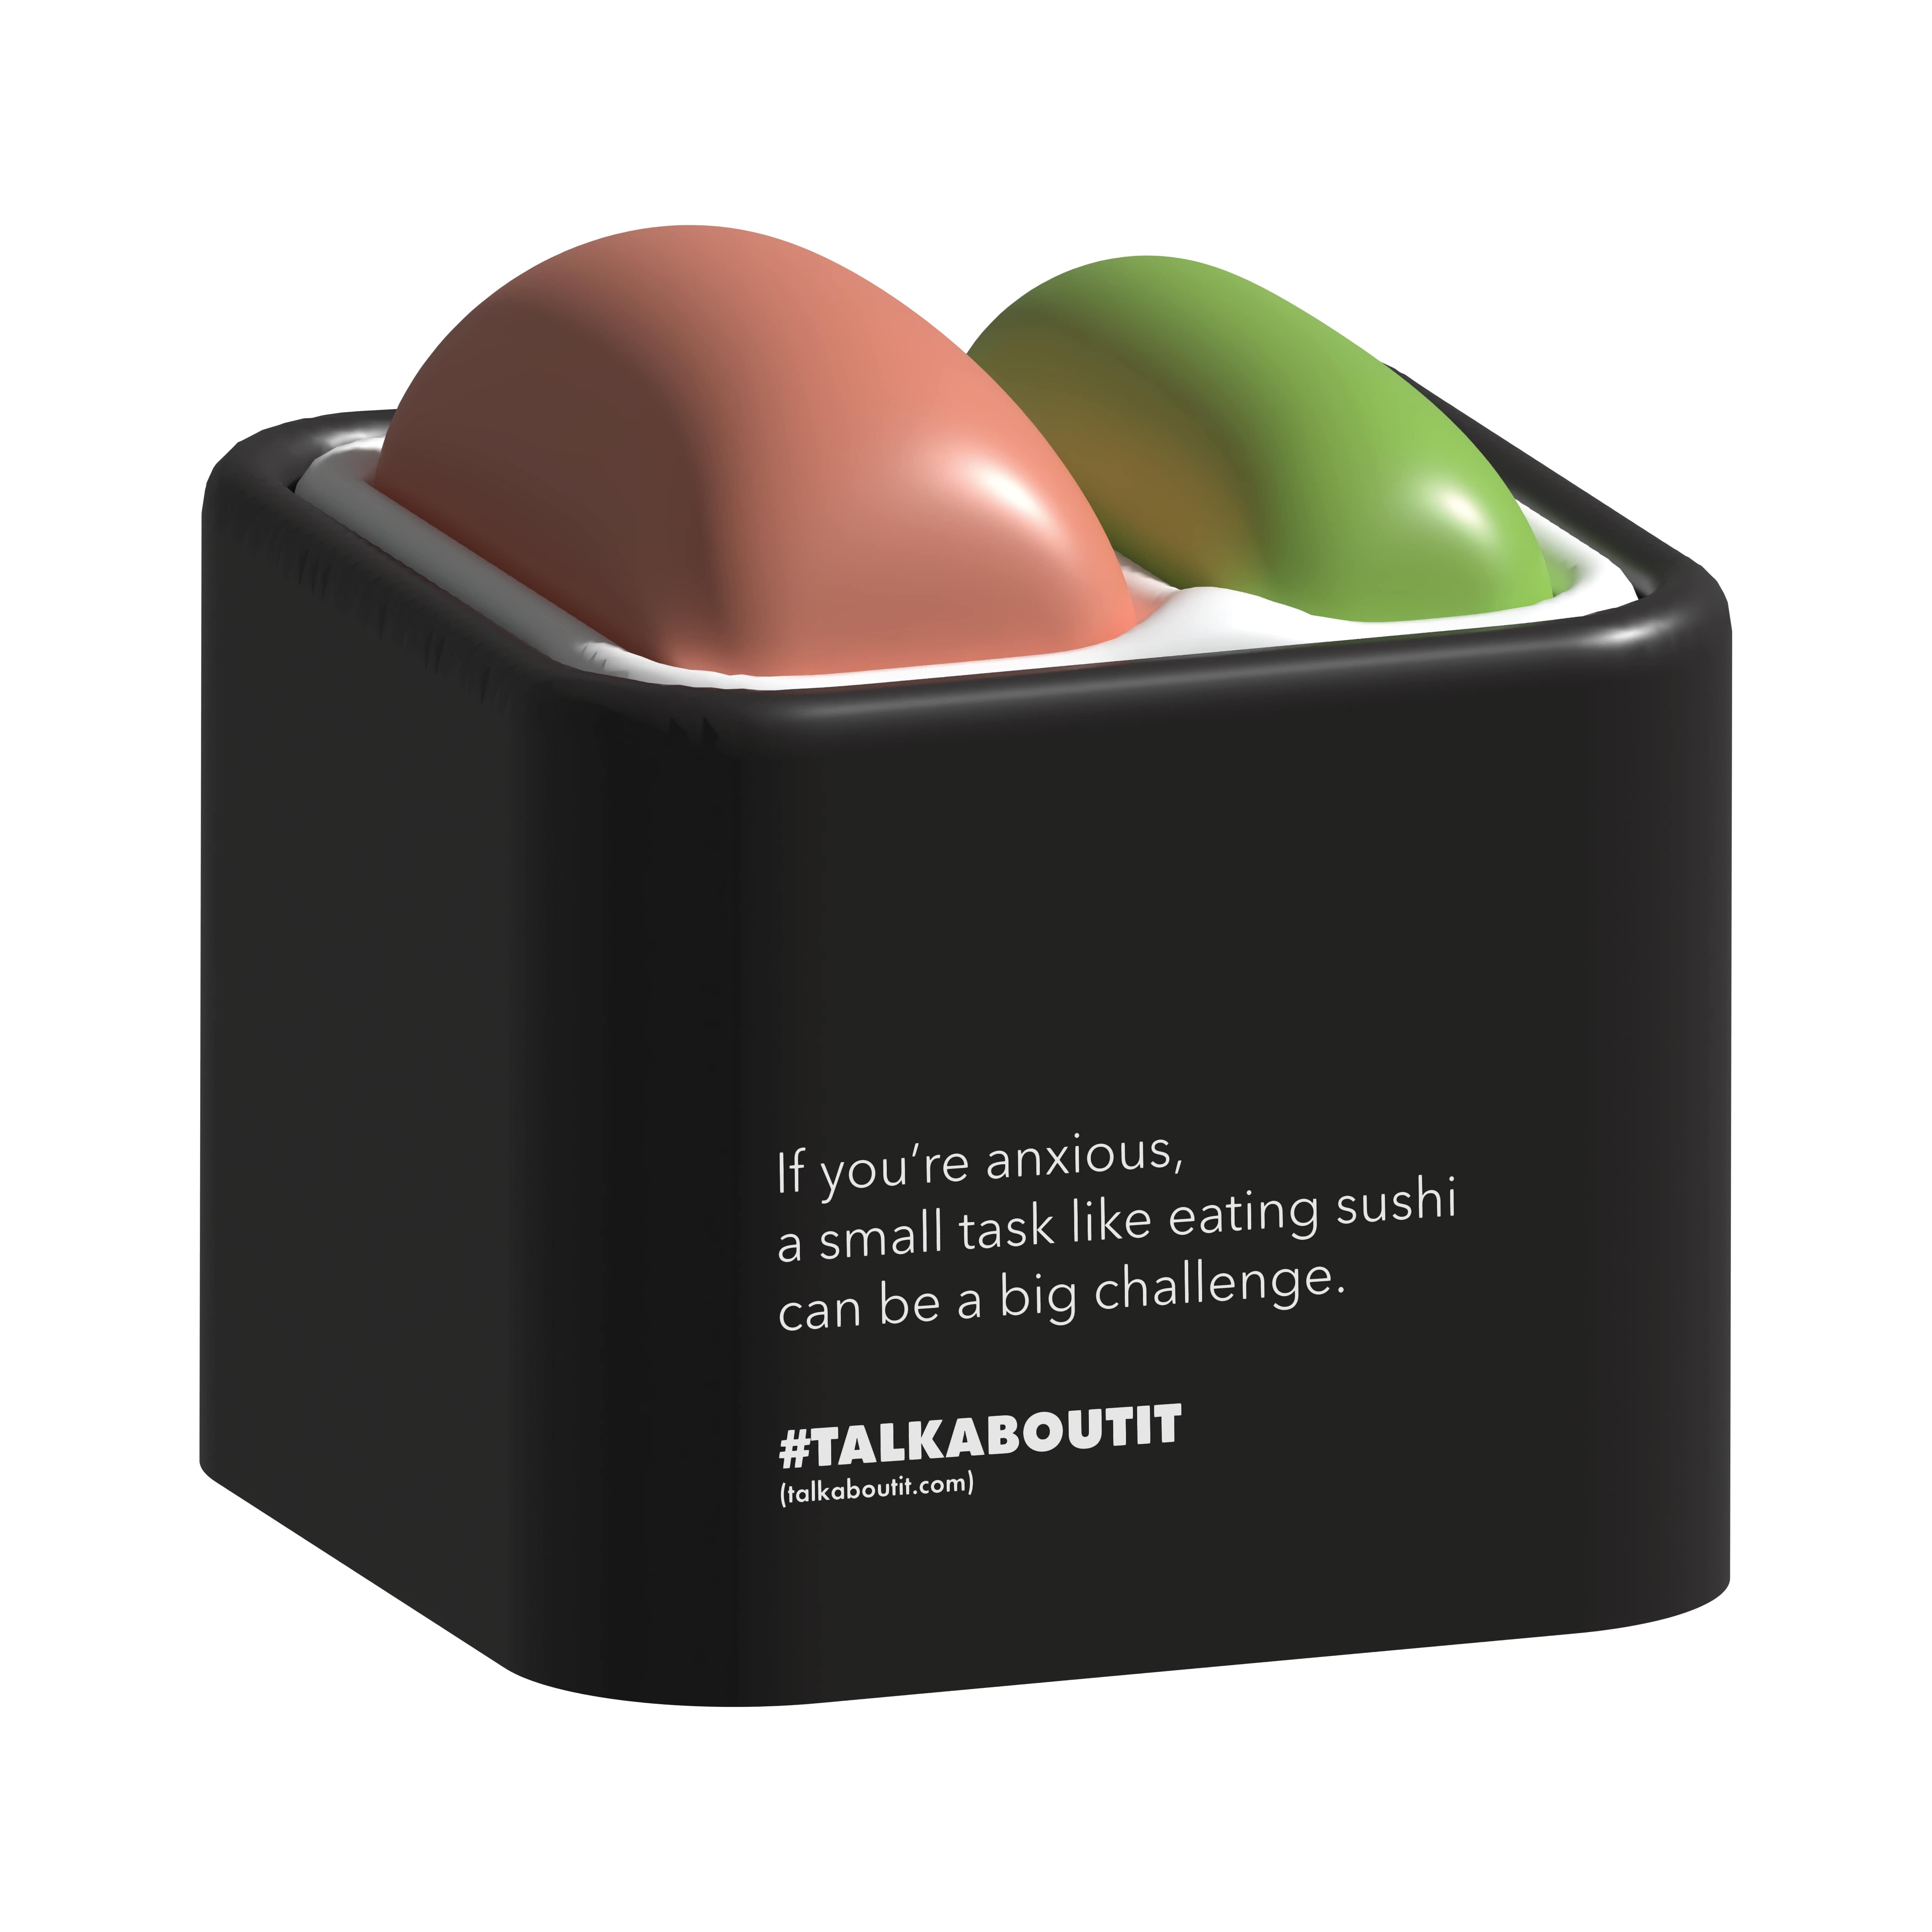 If you’re anxious,
a small task like eating sushi
can be a big challenge.
#TALKABOUTIT
(talkaboutit.com)